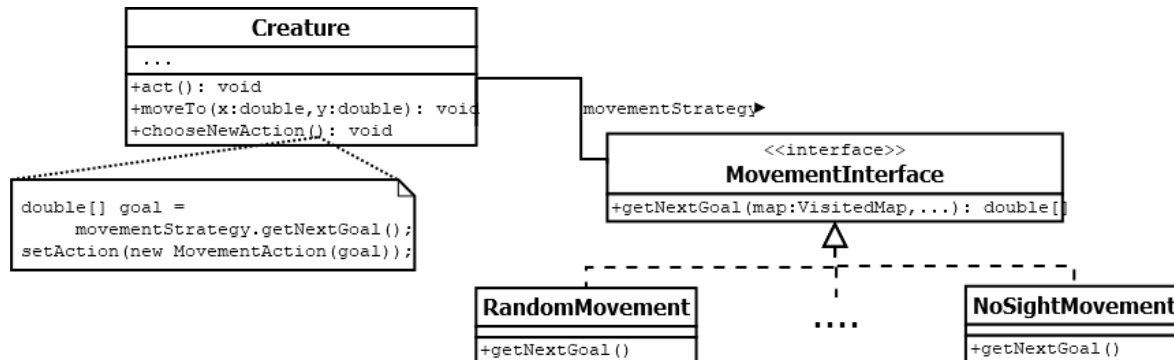 Creature
...
+act(): void
+moveTo(x:double,y:double): void
+chooseNewAction(): void
movementStrategy
<<interface>>
MovementInterface
+getNextGoal(map:VisitedMap,...): double[]
double[] goal =
movementStrategy.getNextGoal();
setAction(new MovementAction(goal));
RandomMovement
+getNextGoal()
....
NoSightMovement
+getNextGoal()